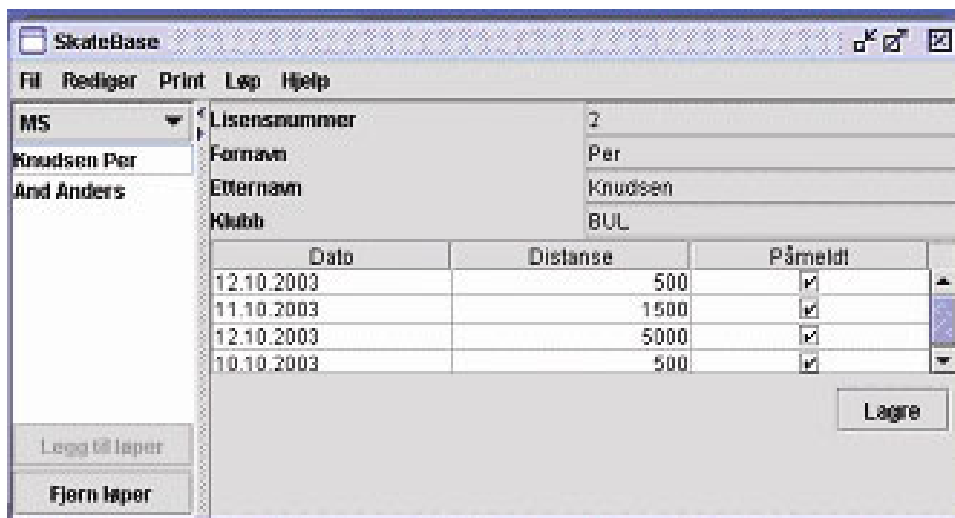 SkateBase
Fil Rediger Print Løp Hjelp
MS
Knudsen Per
And Anders
Legg til løper
Fjern løper
Lisensnummer 2
Fornavn Per
Etternavn Knudsen
Klubb BUL
Dato Distanse Påmeldt
12.10.2003 500
11.10.2003 1500
12.10.2003 5000
10.10.2003 500
Lagre